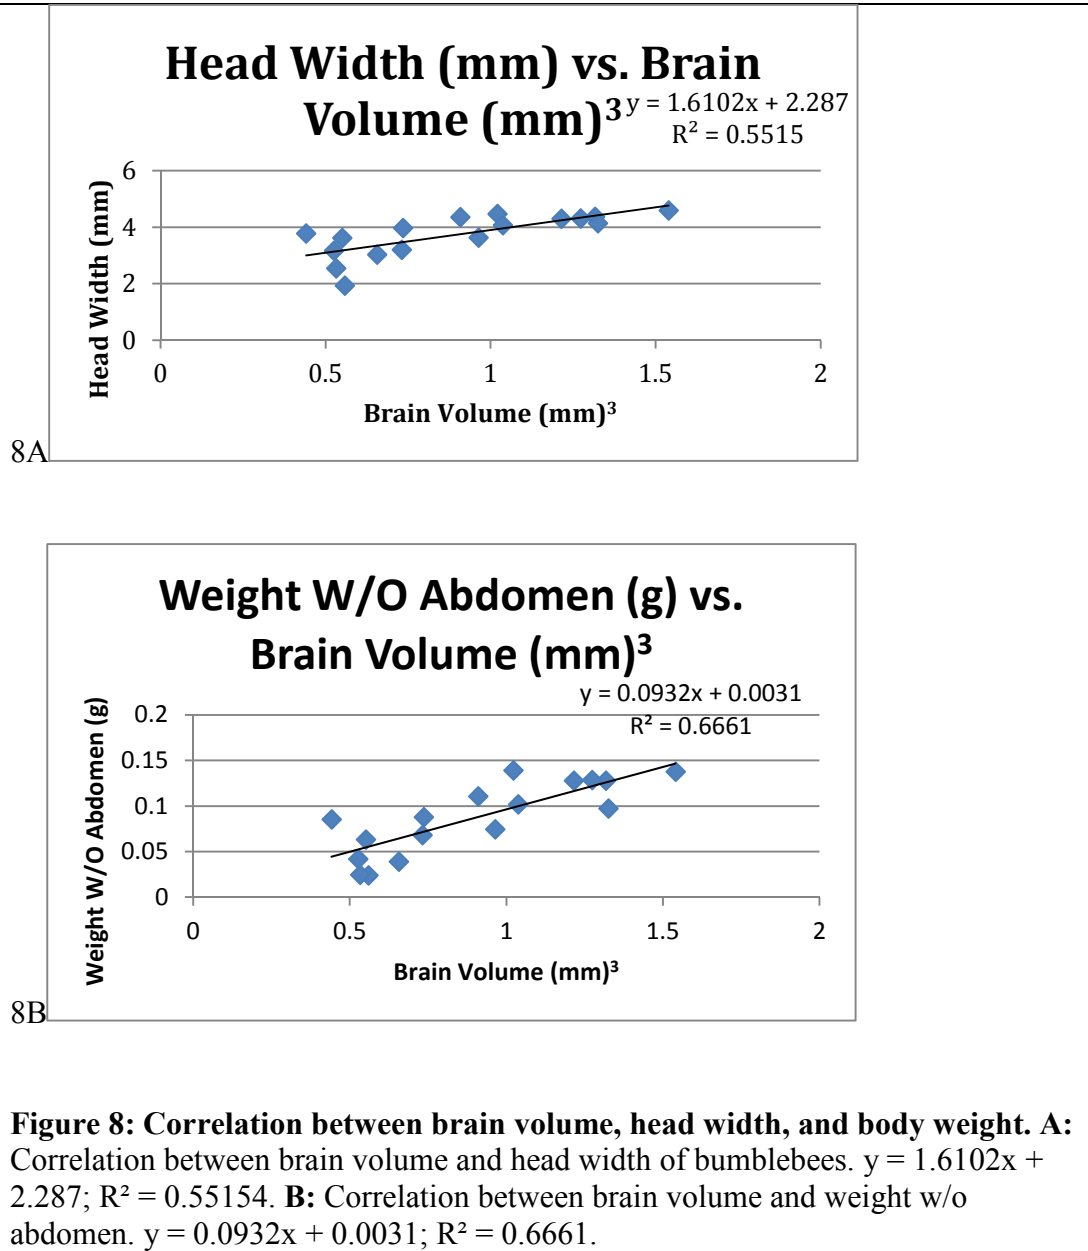 Head Width (mm) vs. Brain
Volume (mm)³
y = 1.6102x + 2.287
R² = 0.5515
6
4
2
0
Head Width (mm)
0 0.5 1 1.5 2
Brain Volume (mm)³
8A
Weight W/O Abdomen (g) vs.
Brain Volume (mm)³
y = 0.0932x + 0.0031
R² = 0.6661
0.2
0.15
0.1
0.05
0
Weight W/O Abdomen (g)
0 0.5 1 1.5 2
Brain Volume (mm)³
8B
Figure 8: Correlation between brain volume, head width, and body weight. A:
Correlation between brain volume and head width of bumblebees. y = 1.6102x +
2.287; R² = 0.55154. B: Correlation between brain volume and weight w/o
abdomen. y = 0.0932x + 0.0031; R² = 0.6661.